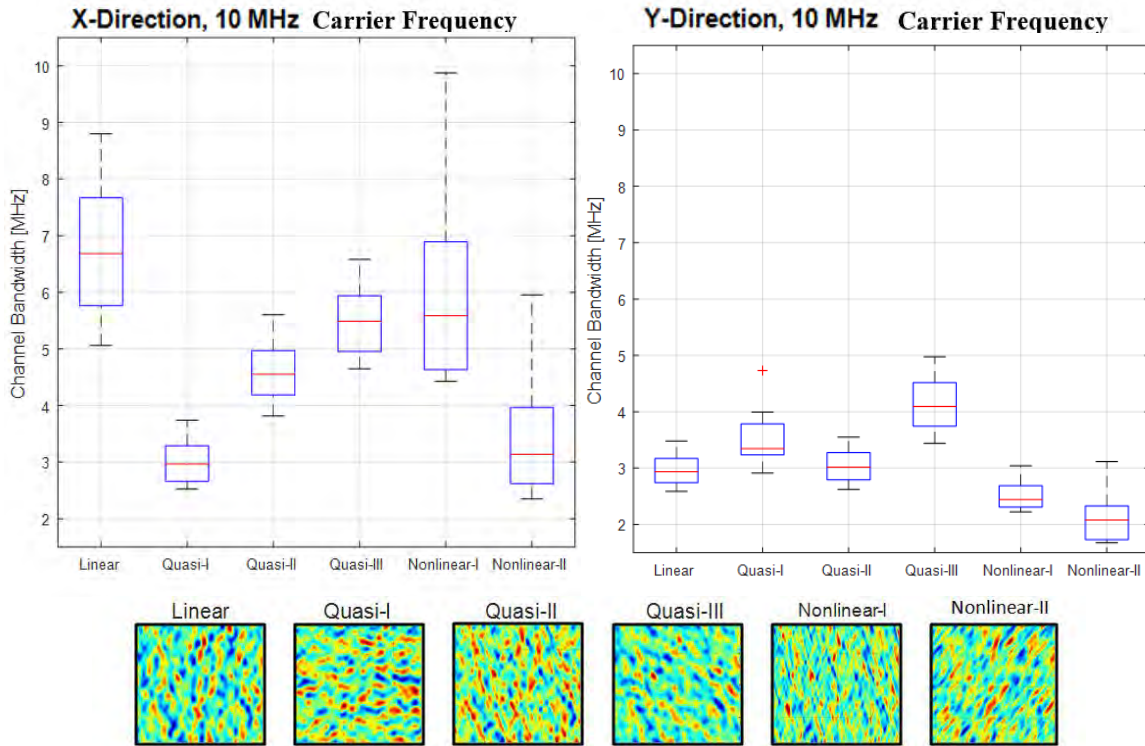 X-Direction, 10 MHz Carrier Frequency
10
9
8
7
6
5
4
3
2
Channel Bandwidth [MHz]
Linear Quasi-I Quasi-II Quasi-III Nonlinear-I Nonlinear-II
Y-Direction, 10 MHz Carrier Frequency
10
9
8
7
6
5
4
3
2
Channel Bandwidth [MHz]
Linear Quasi-I Quasi-II Quasi-III Nonlinear-I Nonlinear-II
Linear Quasi-I Quasi-II Quasi-III Nonlinear-I Nonlinear-II